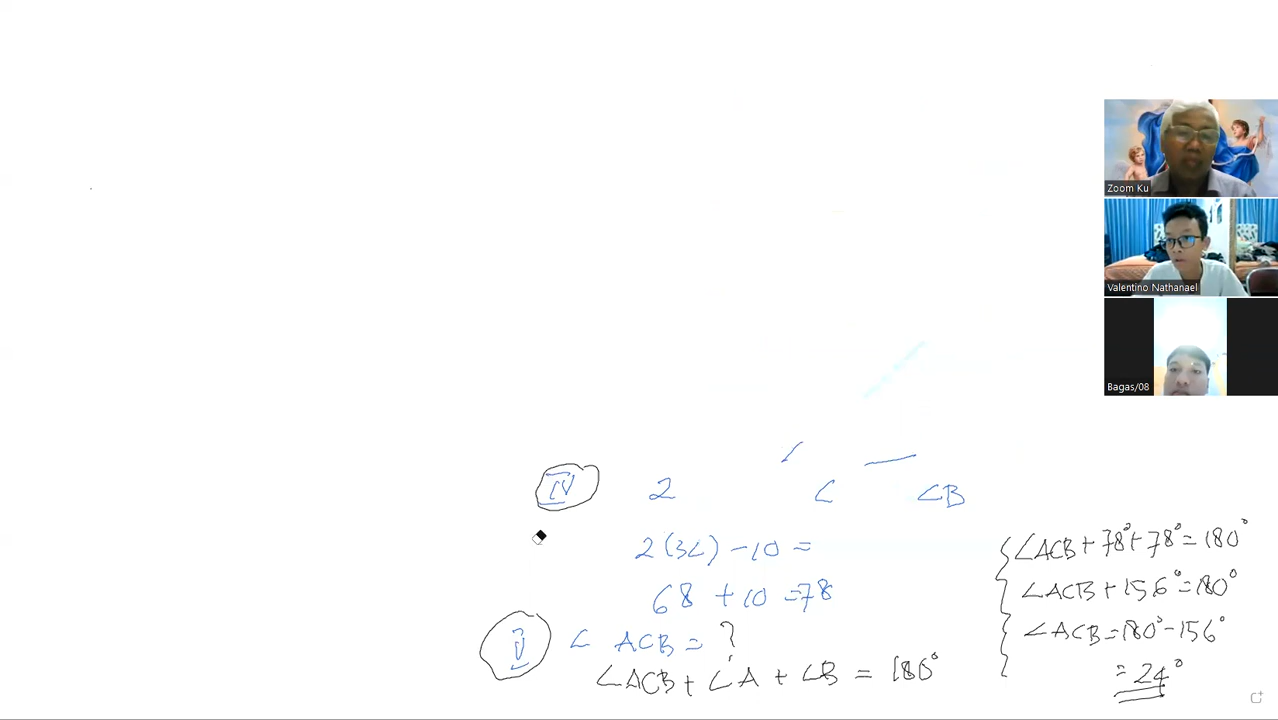 Zoom Ku
Valentino Nathanael
Bagas/08
IV 2 ∠ ∠B
2(34) - 10 =
68 + 10 = 78
V ∠ ACB = ?
∠ACB + ∠A + ∠B = 180°
∠ACB + 78° + 78° = 180°
∠ACB + 156° = 180°
∠ACB = 180° - 156°
= 24°